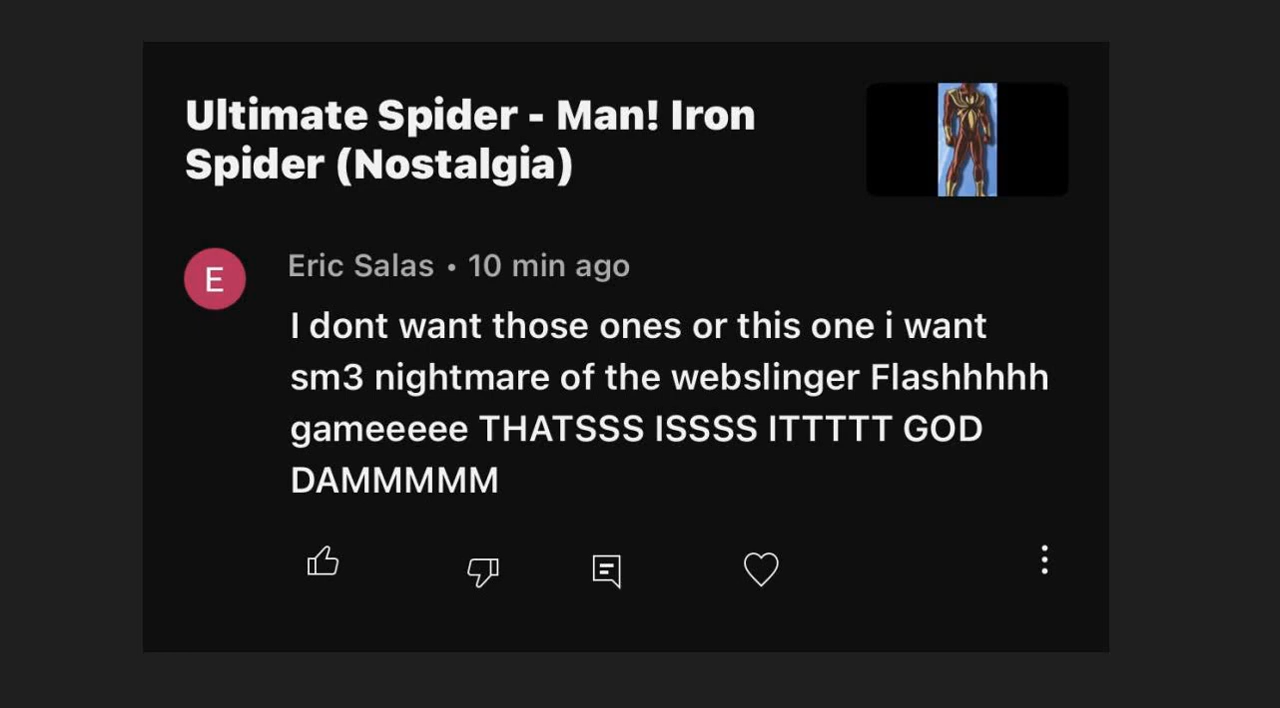 Ultimate Spider - Man! Iron
Spider (Nostalgia)
E
Eric Salas • 10 min ago
I dont want those ones or this one i want
sm3 nightmare of the webslinger Flashhhhh
gameeeee THATSSS ISSSS ITTTTT GOD
DAMMMMM